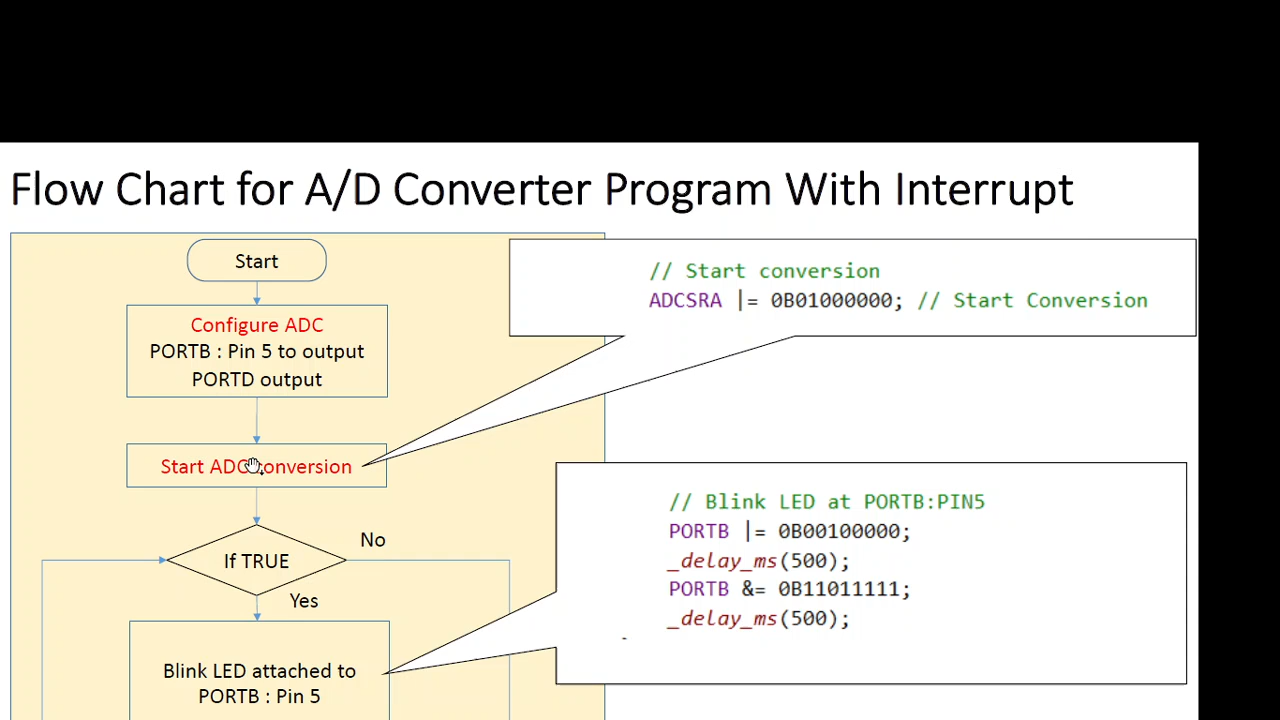 Flow Chart for A/D Converter Program With Interrupt
Start
Configure ADC
PORTB : Pin 5 to output
PORTD output
Start ADC conversion
If TRUE
No
Yes
Blink LED attached to
PORTB : Pin 5
// Start conversion
ADCSRA |= 0B01000000; // Start Conversion
// Blink LED at PORTB:PIN5
PORTB |= 0B00100000;
_delay_ms(500);
PORTB &= 0B11011111;
_delay_ms(500);